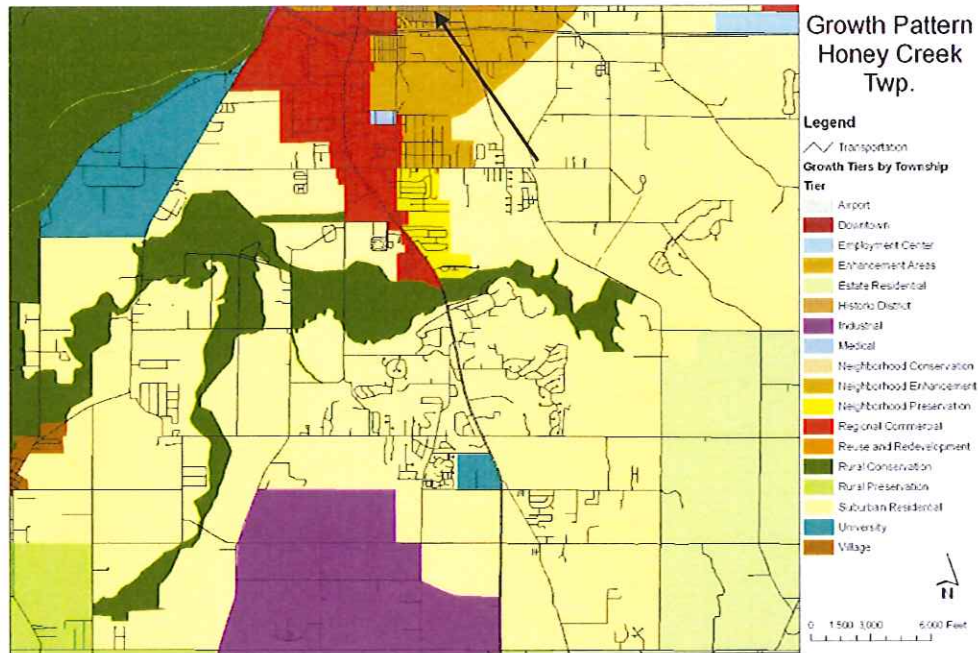 Growth Pattern
Honey Creek
Twp.
Legend
Transportation
Growth Tiers by Township
Tier
Airport
Downtown
Employment Center
Enhancement Areas
Estate Residential
Historic District
Industrial
Medical
Neighborhood Conservation
Neighborhood Enhancement
Neighborhood Preservation
Regional Commercial
Reuse and Redevelopment
Rural Conservation
Rural Preservation
Suburban Residential
University
Village
N
0 1,500 3,000 6,000 Feet